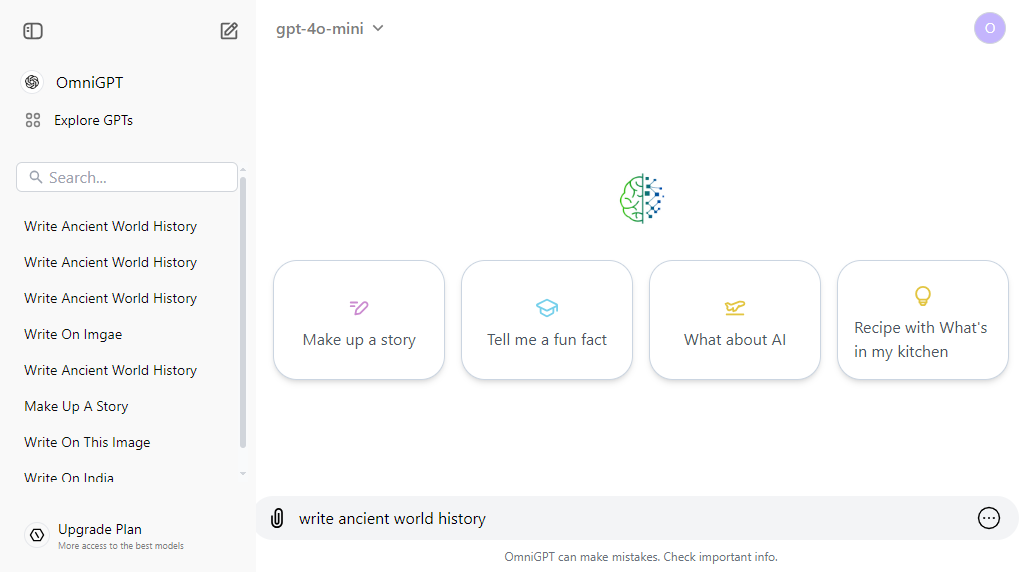 gpt-4o-mini
O
OmniGPT
Explore GPTs
Search...
Write Ancient World History
Write Ancient World History
Write Ancient World History
Write On Imgae
Write Ancient World History
Make Up A Story
Write On This Image
Write On India
Upgrade Plan
More access to the best models
Make up a story
Tell me a fun fact
What about AI
Recipe with What's
in my kitchen
write ancient world history
OmniGPT can make mistakes. Check important info.